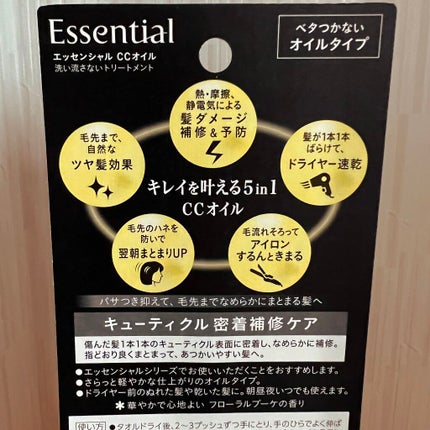 Essential
エッセンシャル CCオイル
洗い流さないトリートメント
ベタつかない
オイルタイプ
熱・摩擦、
静電気による
髪ダメージ
補修&予防
毛先まで、
自然な
ツヤ髪効果
髪が1本1本
ばらけて、
ドライヤー速乾
キレイを叶える5in1
CCオイル
毛先のハネを
防いで
翌朝まとまりUP
毛流れそろって
アイロン
するんときまる
パサつき抑えて、毛先までなめらかにまとまる髪へ
キューティクル 密着補修ケア
傷んだ髪1本1本のキューティクル表面に密着し、なめらかに補修。
指どおり良くまとまって、あつかいやすい髪へ。
●エッセンシャルシリーズでお使いいただくことをおすすめします。
●さらっと軽やかな仕上がりのオイルタイプ。
●ドライヤー前のぬれた髪や乾いた髪に。朝昼夜いつでも使えます。
＊華やかで心地よい フローラルブーケの香り
使い方 ●タオルドライ後、2〜3プッシュずつ手にとり、手のひらでよく伸ば